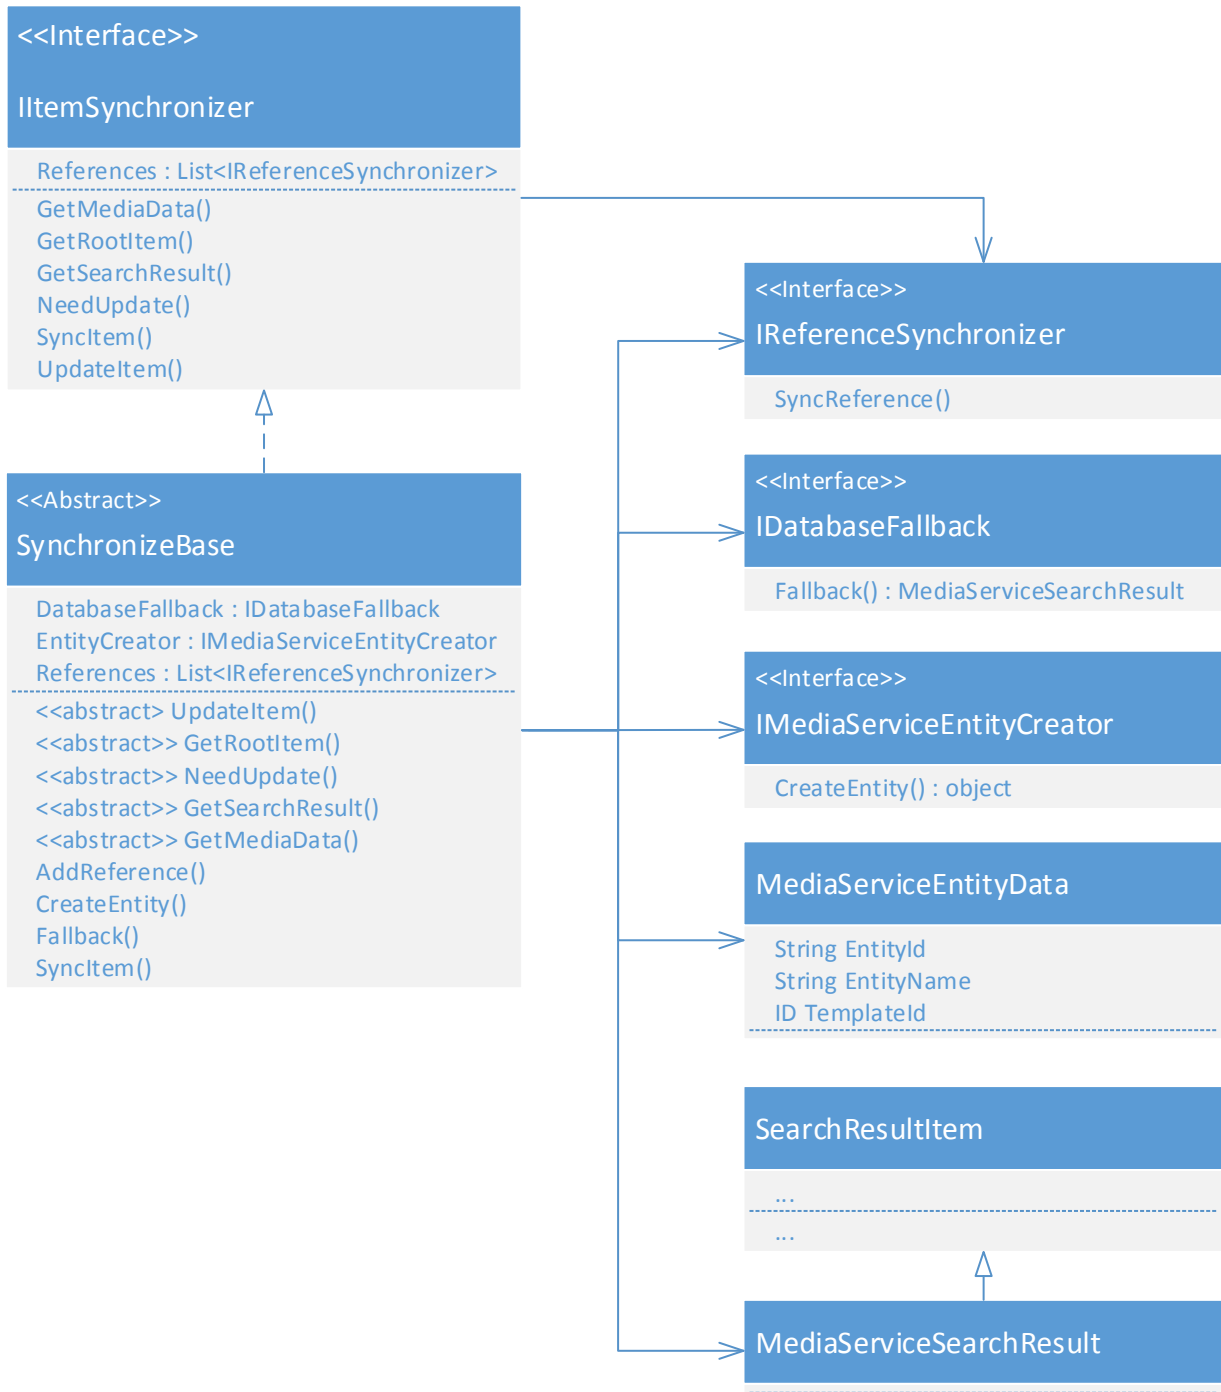 <<Interface>>
IItemSynchronizer
References : List<IReferenceSynchronizer>
GetMediaData()
GetRootItem()
GetSearchResult()
NeedUpdate()
SyncItem()
UpdateItem()
<<Abstract>>
SynchronizeBase
DatabaseFallback : IDatabaseFallback
EntityCreator : IMediaServiceEntityCreator
References : List<IReferenceSynchronizer>
<<abstract> UpdateItem()
<<abstract>> GetRootItem()
<<abstract>> NeedUpdate()
<<abstract>> GetSearchResult()
<<abstract>> GetMediaData()
AddReference()
CreateEntity()
Fallback()
SyncItem()
<<Interface>>
IReferenceSynchronizer
SyncReference()
<<Interface>>
IDatabaseFallback
Fallback() : MediaServiceSearchResult
<<Interface>>
IMediaServiceEntityCreator
CreateEntity() : object
MediaServiceEntityData
String EntityId
String EntityName
ID TemplateId
SearchResultItem
...
...
MediaServiceSearchResult